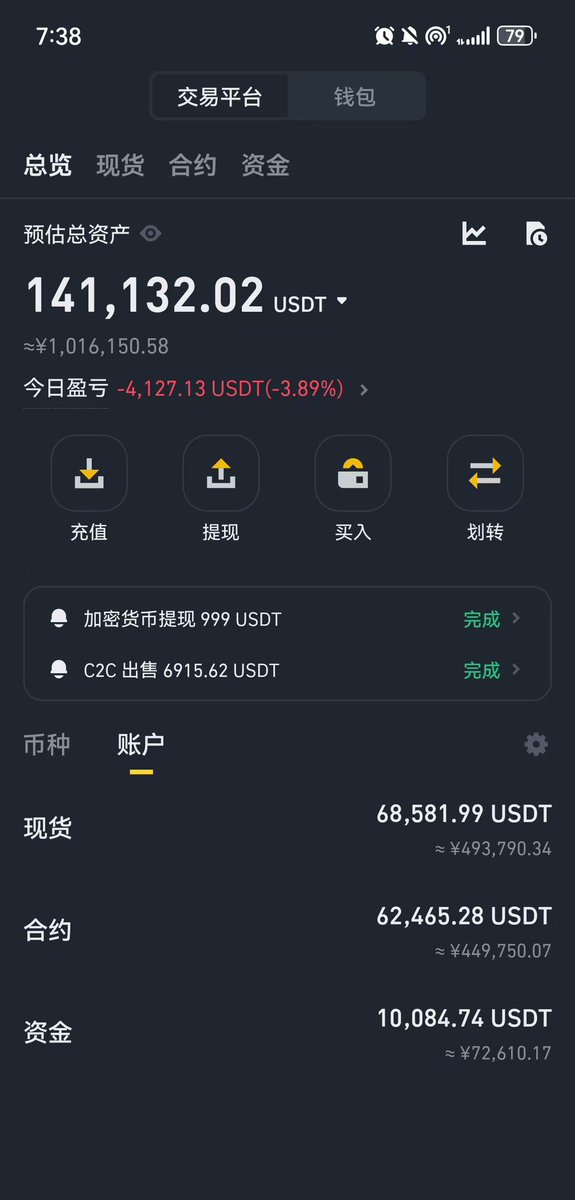 7:38
1
79
交易平台 钱包
总览 现货 合约 资金
预估总资产
141,132.02 USDT
≈¥1,016,150.58
今日盈亏 -4,127.13 USDT(-3.89%)
充值 提现 买入 划转
加密货币提现 999 USDT 完成
C2C 出售 6915.62 USDT 完成
币种 账户
现货 68,581.99 USDT
≈ ¥493,790.34
合约 62,465.28 USDT
≈ ¥449,750.07
资金 10,084.74 USDT
≈ ¥72,610.17